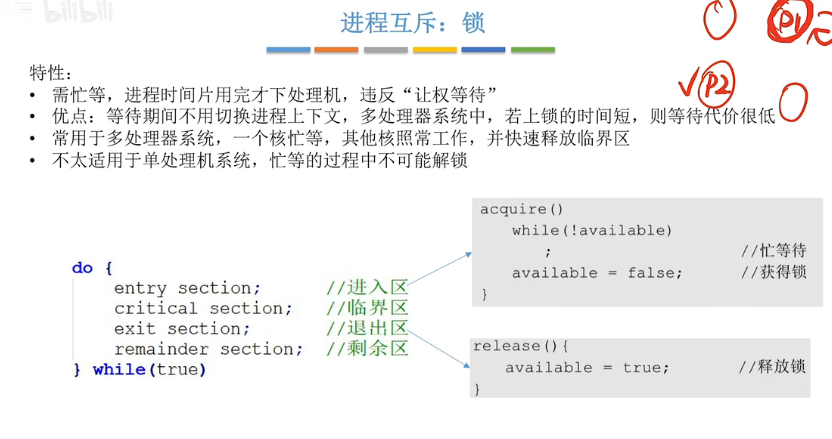 bilibili
进程互斥：锁
P1
特性：
P2
• 需忙等，进程时间片用完才下处理机，违反“让权等待”
• 优点：等待期间不用切换进程上下文，多处理器系统中，若上锁的时间短，则等待代价很低
• 常用于多处理器系统，一个核忙等，其他核照常工作，并快速释放临界区
• 不太适用于单处理机系统，忙等的过程中不可能解锁
acquire()
while(!available)
; //忙等待
available = false; //获得锁
}
do {
entry section; //进入区
critical section; //临界区
exit section; //退出区
remainder section; //剩余区
} while(true)
release(){
available = true; //释放锁
}